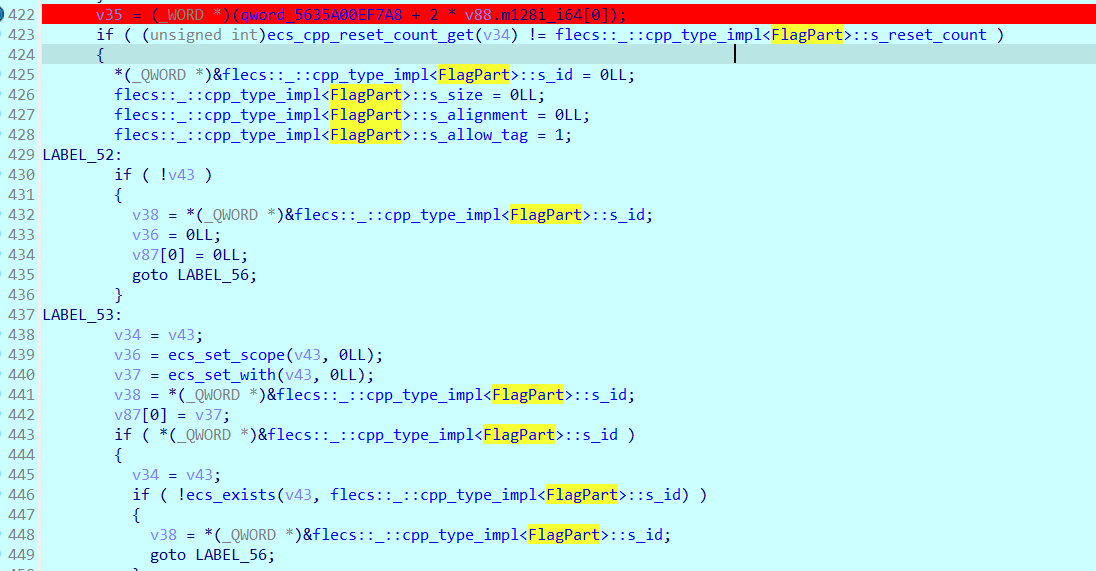 422 v35 = (_WORD *)(qword_5635A00EF7A8 + 2 * v88.m128i_i64[0]);
423 if ( (unsigned int)ecs_cpp_reset_count_get(v34) != flecs::_::cpp_type_impl<FlagPart>::s_reset_count )
424 {
425 *(_QWORD *)&flecs::_::cpp_type_impl<FlagPart>::s_id = 0LL;
426 flecs::_::cpp_type_impl<FlagPart>::s_size = 0LL;
427 flecs::_::cpp_type_impl<FlagPart>::s_alignment = 0LL;
428 flecs::_::cpp_type_impl<FlagPart>::s_allow_tag = 1;
429 LABEL_52:
430 if ( !v43 )
431 {
432 v38 = *(_QWORD *)&flecs::_::cpp_type_impl<FlagPart>::s_id;
433 v36 = 0LL;
434 v87[0] = 0LL;
435 goto LABEL_56;
436 }
437 LABEL_53:
438 v34 = v43;
439 v36 = ecs_set_scope(v43, 0LL);
440 v37 = ecs_set_with(v43, 0LL);
441 v38 = *(_QWORD *)&flecs::_::cpp_type_impl<FlagPart>::s_id;
442 v87[0] = v37;
443 if ( *(_QWORD *)&flecs::_::cpp_type_impl<FlagPart>::s_id )
444 {
445 v34 = v43;
446 if ( !ecs_exists(v43, flecs::_::cpp_type_impl<FlagPart>::s_id) )
447 {
448 v38 = *(_QWORD *)&flecs::_::cpp_type_impl<FlagPart>::s_id;
449 goto LABEL_56;